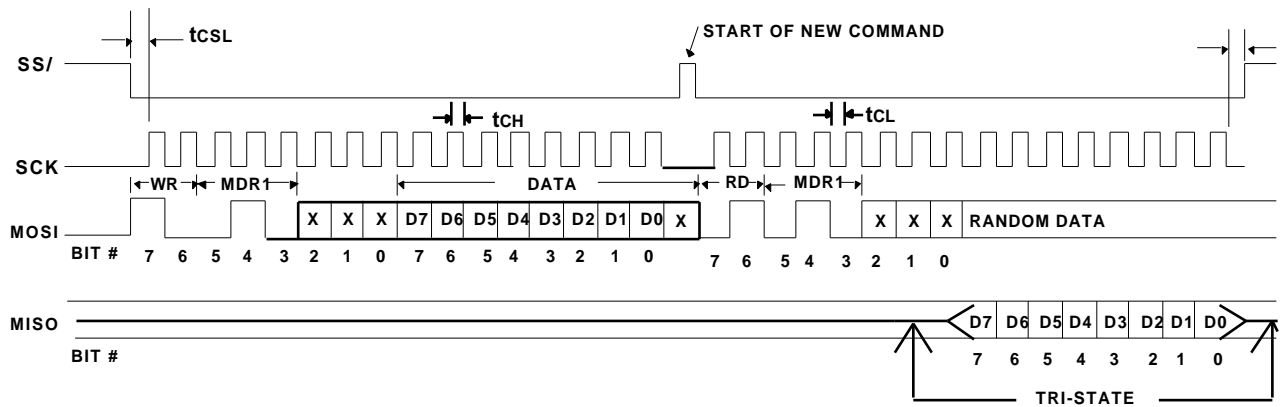 tCSL
START OF NEW COMMAND
SS/
tCH
tCL
SCK
WR MDR1 DATA RD MDR1
MOSI X X X D7 D6 D5 D4 D3 D2 D1 D0 X X X X RANDOM DATA
BIT # 7 6 5 4 3 2 1 0 7 6 5 4 3 2 1 0 7 6 5 4 3 2 1 0
MISO D7 D6 D5 D4 D3 D2 D1 D0
BIT # 7 6 5 4 3 2 1 0
TRI-STATE